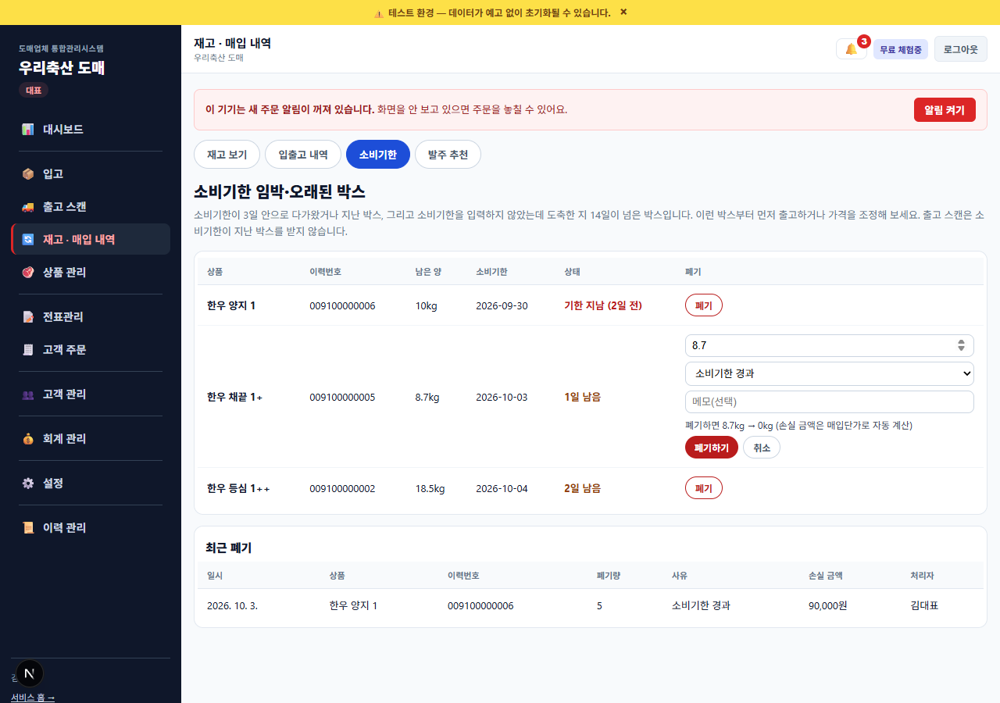 ⚠️ 테스트 환경 — 데이터가 예고 없이 초기화될 수 있습니다. ×
도매업체 통합관리시스템
우리축산 도매
대표
대시보드
입고
출고 스캔
재고 · 매입 내역
상품 관리
전표관리
고객 주문
고객 관리
회계 관리
설정
이력 관리
N
서비스 홈 →
재고 · 매입 내역
우리축산 도매
3
무료 체험중
로그아웃
이 기기는 새 주문 알림이 꺼져 있습니다. 화면을 안 보고 있으면 주문을 놓칠 수 있어요.
알림 켜기
재고 보기 입출고 내역 소비기한 발주 추천
소비기한 임박·오래된 박스
소비기한이 3일 안으로 다가왔거나 지난 박스, 그리고 소비기한을 입력하지 않았는데 도축한 지 14일이 넘은 박스입니다. 이런 박스부터 먼저 출고하거나 가격을 조정해 보세요. 출고 스캔은 소
비기한이 지난 박스를 받지 않습니다.
상품 이력번호 남은 양 소비기한 상태 폐기
한우 양지 1 009100000006 10kg 2026-09-30 기한 지남 (2일 전) 폐기
한우 채끝 1+ 009100000005 8.7kg 2026-10-03 1일 남음
8.7
소비기한 경과
메모(선택)
폐기하면 8.7kg → 0kg (손실 금액은 매입단가로 자동 계산)
폐기하기 취소
한우 등심 1++ 009100000002 18.5kg 2026-10-04 2일 남음 폐기
최근 폐기
일시 상품 이력번호 폐기량 사유 손실 금액 처리자
2026. 10. 3. 한우 양지 1 009100000006 5 소비기한 경과 90,000원 김대표